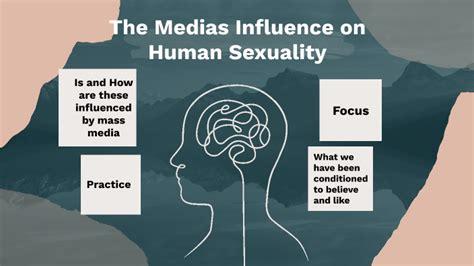 The Medias Influence on
Human Sexuality
Is and How
are these
influenced
by mass
media
Focus
Practice
What we
have been
conditioned
to believe
and like